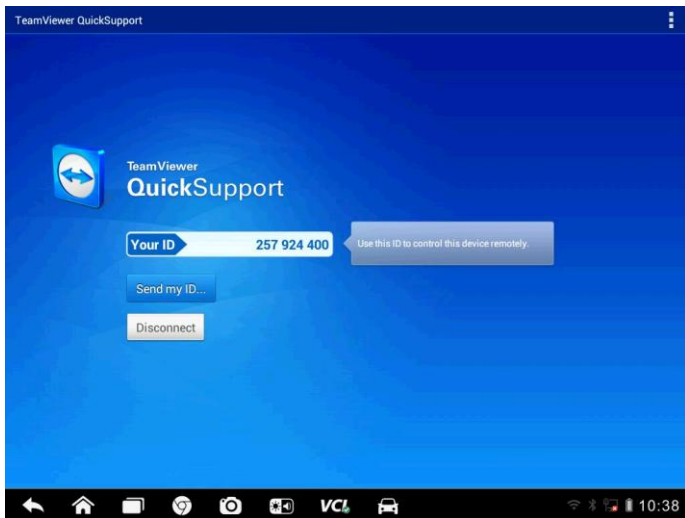 TeamViewer QuickSupport
TeamViewer
QuickSupport
Your ID 257 924 400
Use this ID to control this device remotely.
Send my ID...
Disconnect
VCI
10:38